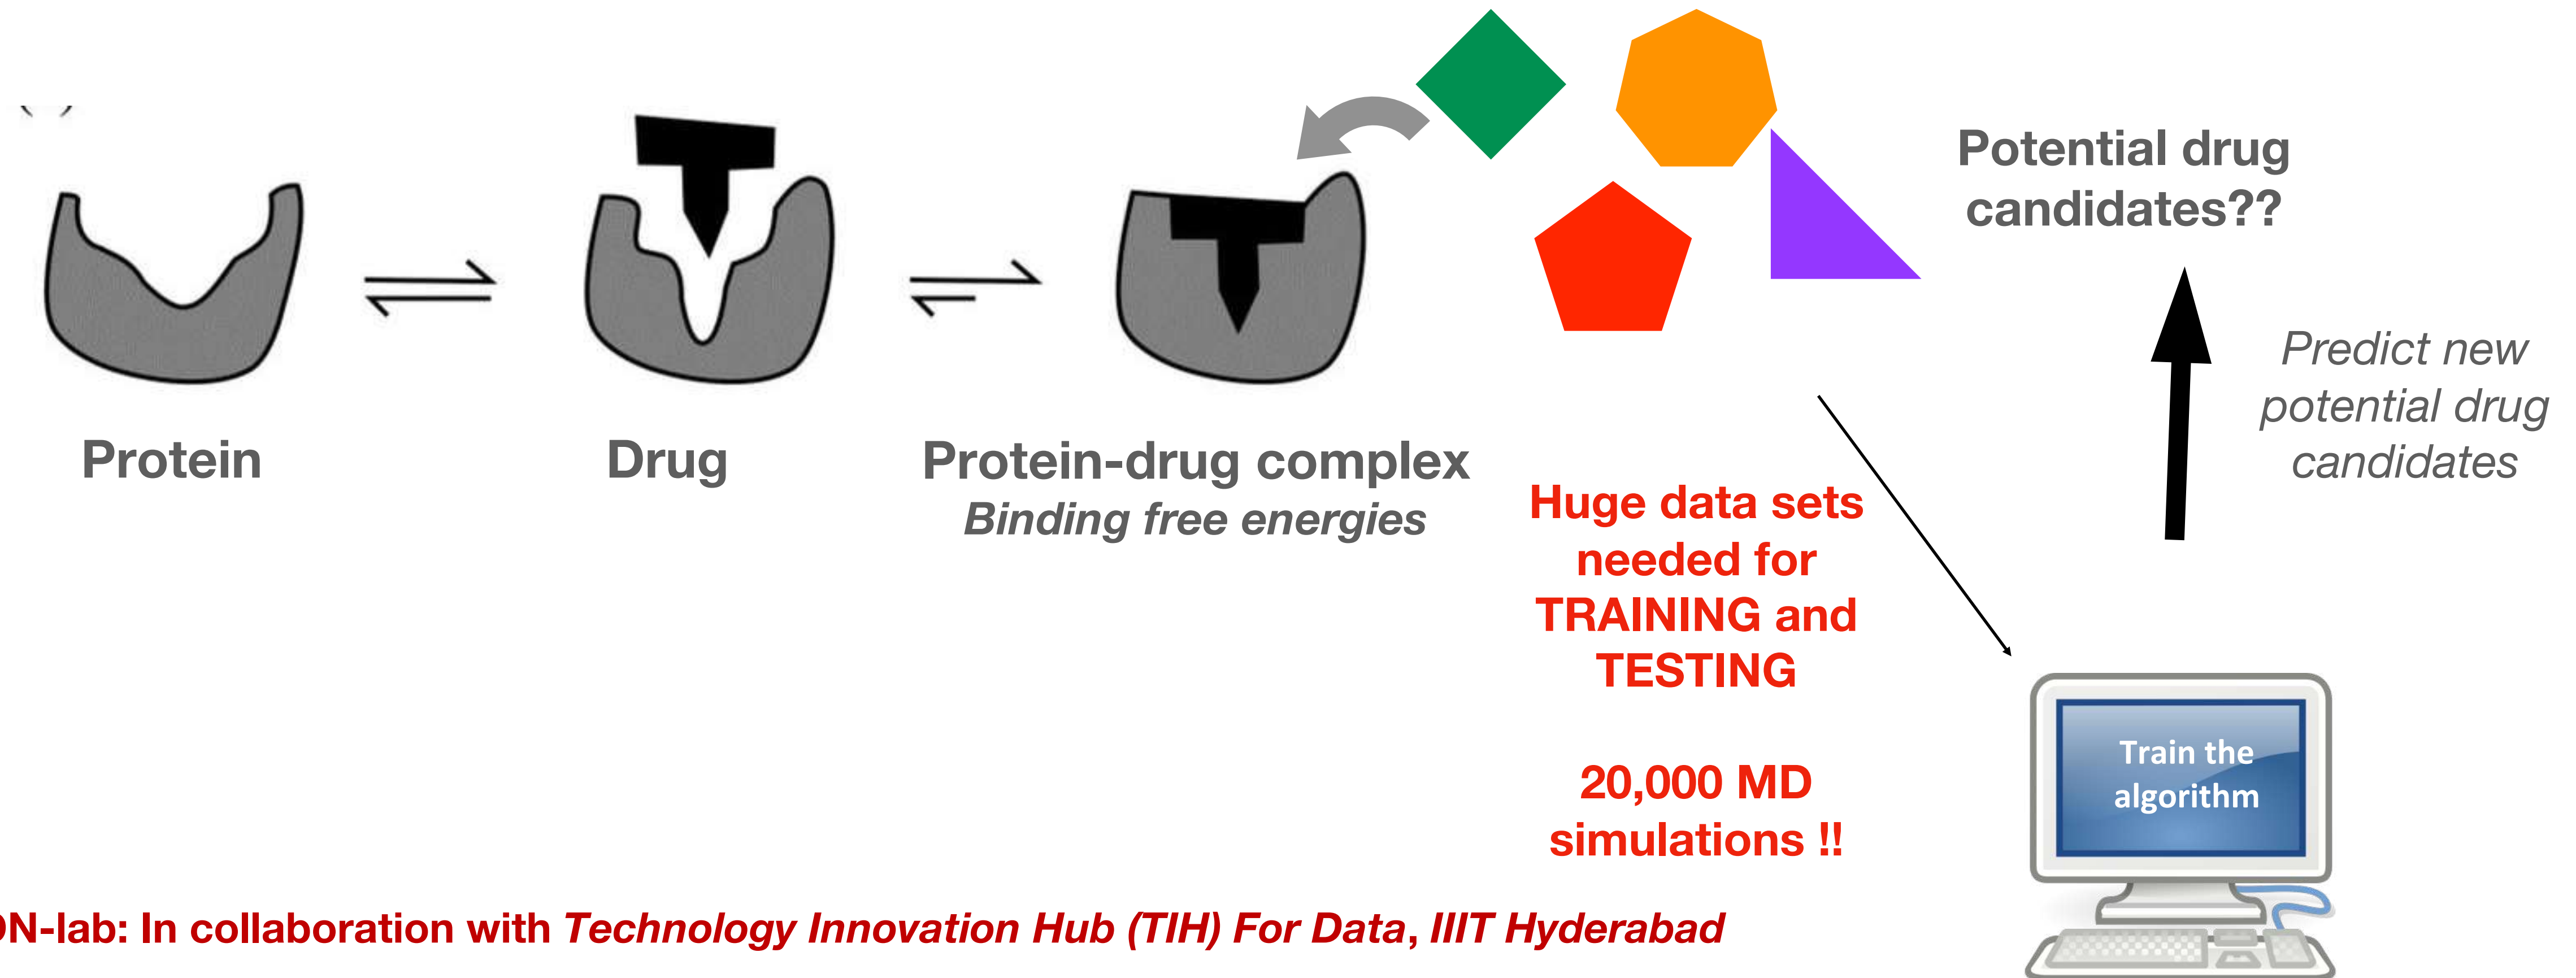 Potential drug
candidates??
Predict new
potential drug
candidates
Protein
Drug
Protein-drug complex
Binding free energies
Huge data sets
needed for
TRAINING and
TESTING
20,000 MD
simulations !!
Train the
algorithm
N-lab: In collaboration with Technology Innovation Hub (TIH) For Data, IIIT Hyderabad